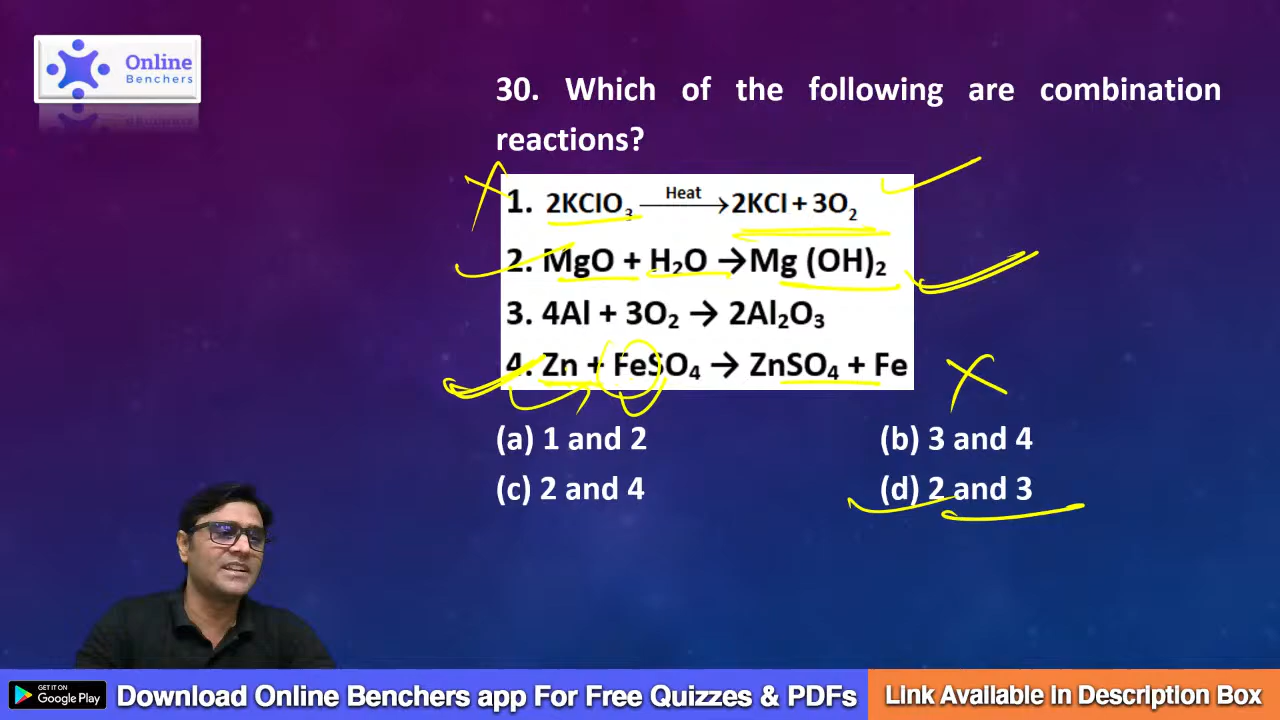 Online
Benchers
30. Which of the following are combination
reactions?
1. 2KClO₃ Heat → 2KCl + 3O₂
2. MgO + H₂O → Mg (OH)₂
3. 4Al + 3O₂ → 2Al₂O₃
4. Zn + FeSO₄ → ZnSO₄ + Fe
(a) 1 and 2 (b) 3 and 4
(c) 2 and 4 (d) 2 and 3
GET IT ON
Google Play
Download Online Benchers app For Free Quizzes & PDFs
Link Available In Description Box